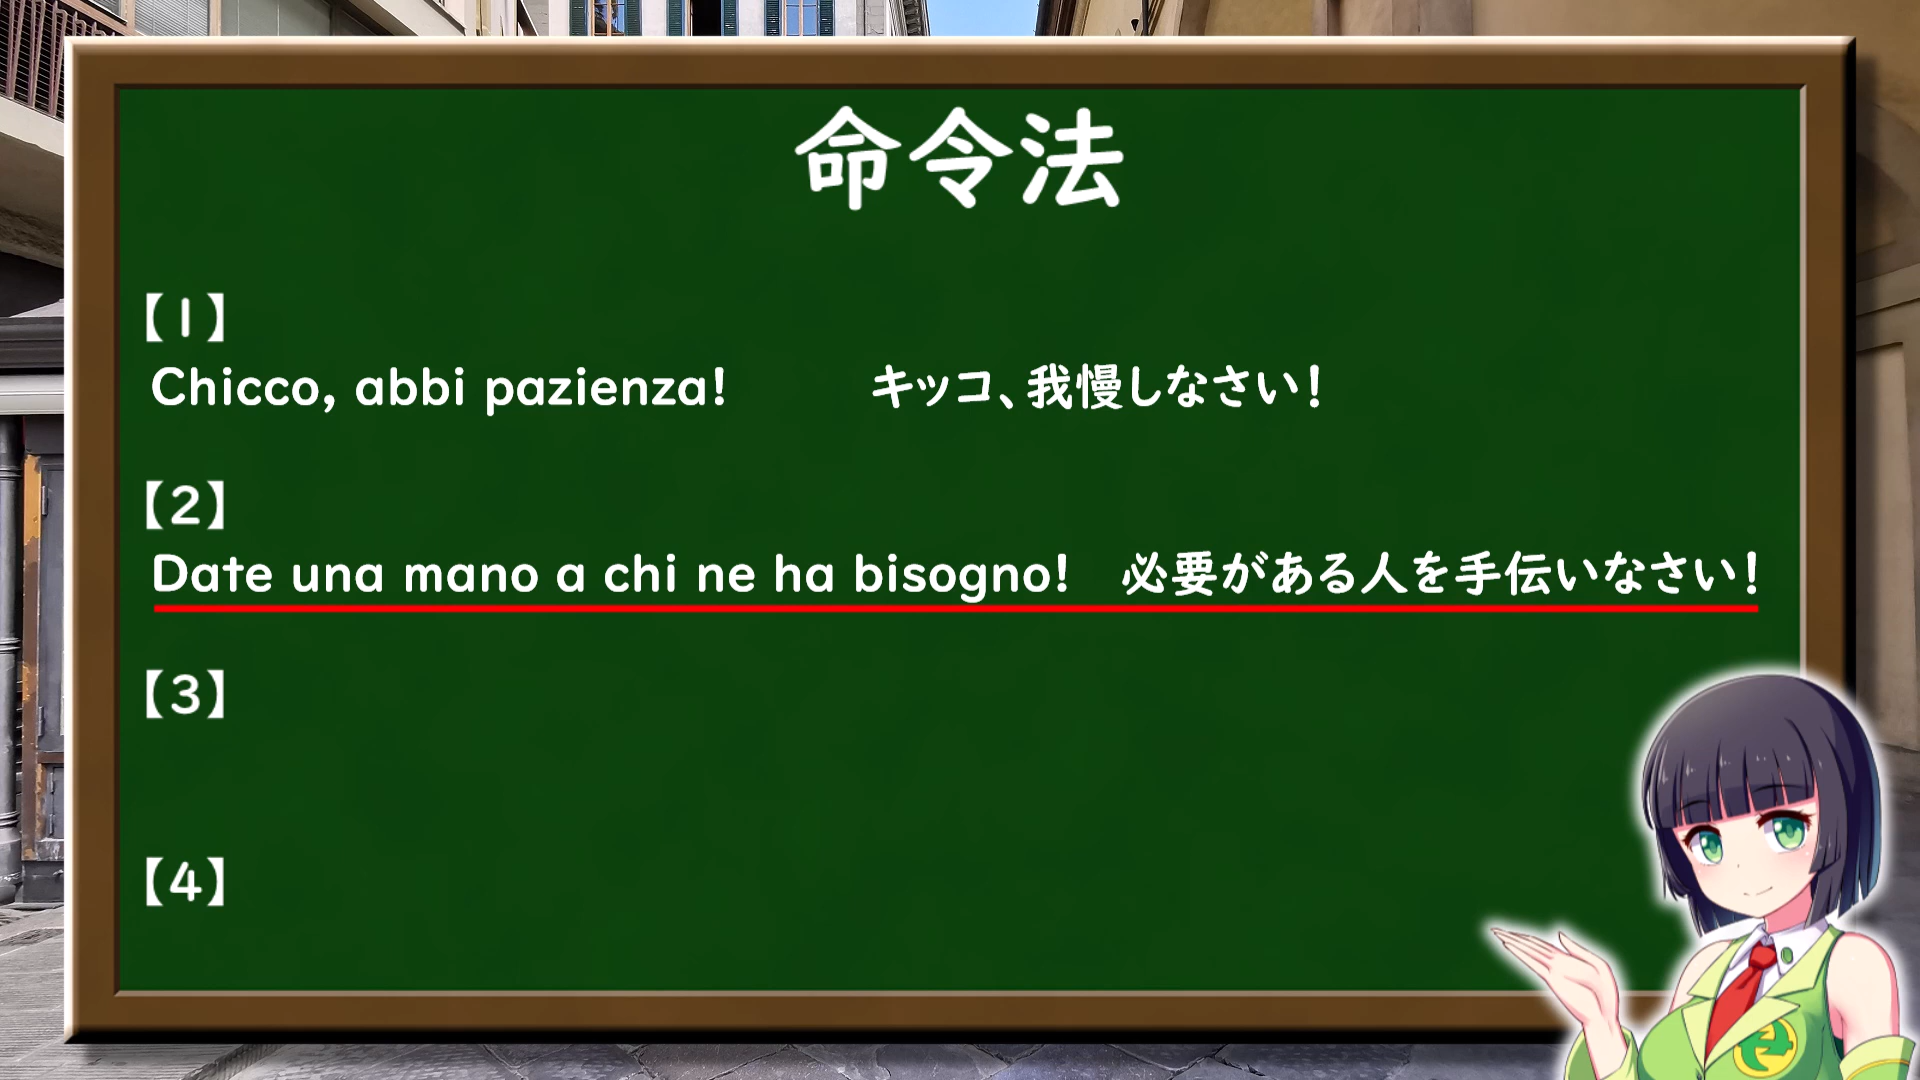 命令法
【1】
Chicco, abbi pazienza! キッコ、我慢しなさい！
【2】
Date una mano a chi ne ha bisogno! 必要がある人を手伝いなさい！
【3】
【4】